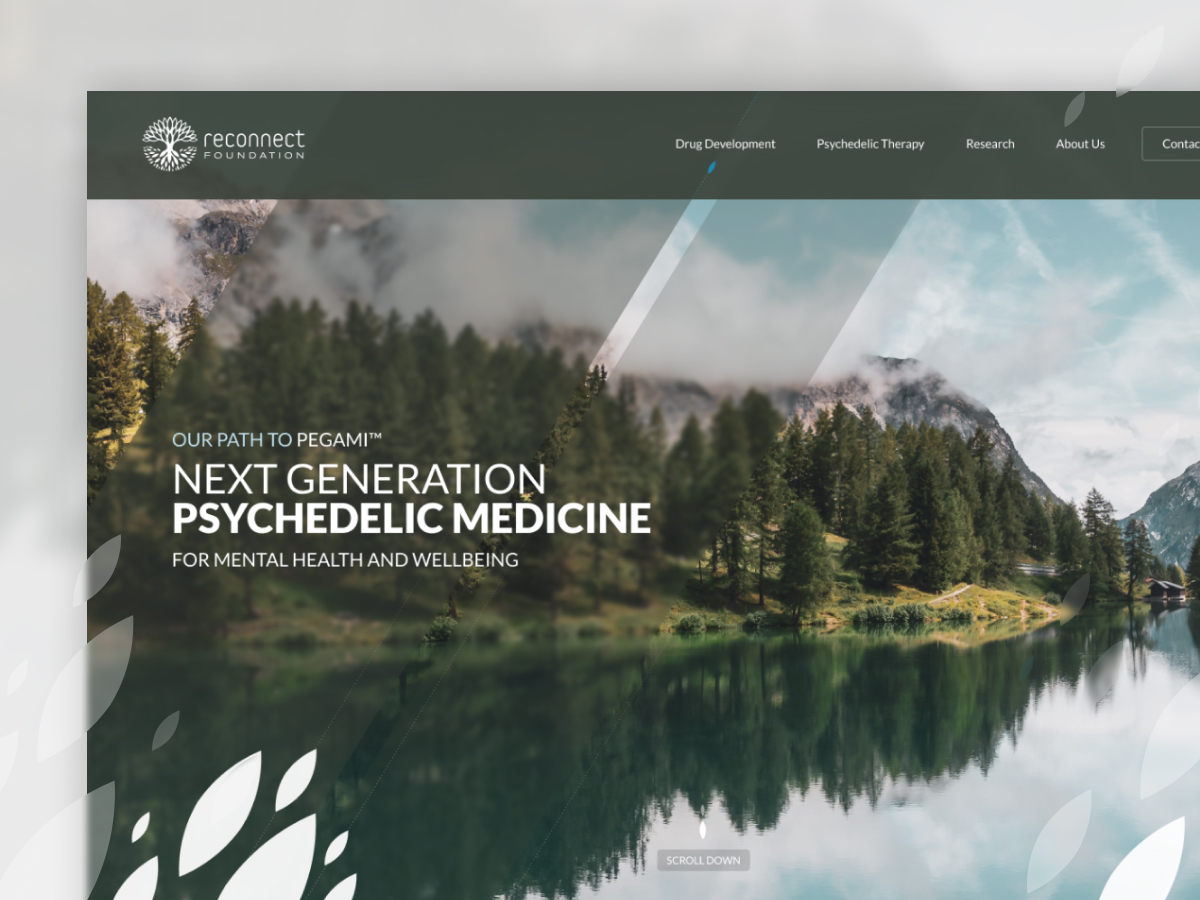 reconnect
FOUNDATION
Drug Development
Psychedelic Therapy
Research
About Us
Contac
OUR PATH TO PEGAMI™
NEXT GENERATION
PSYCHEDELIC MEDICINE
FOR MENTAL HEALTH AND WELLBEING
SCROLL DOWN